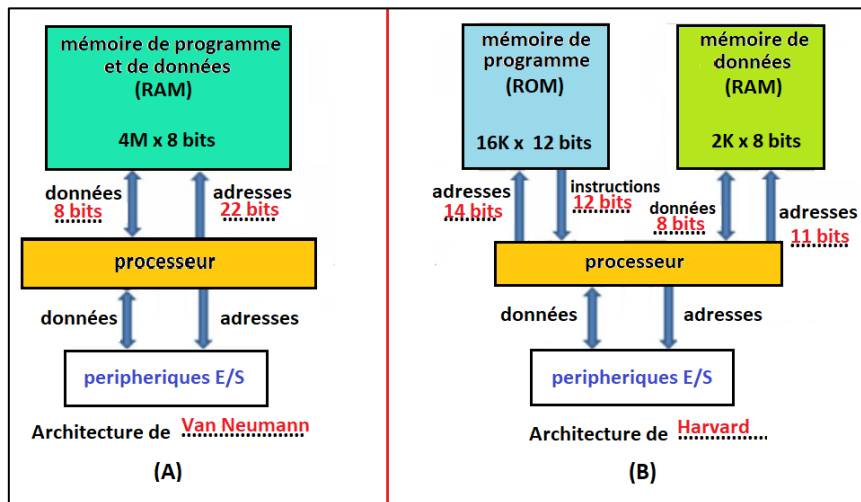 mémoire de programme
et de données
(RAM)
4M x 8 bits
données
8 bits
adresses
22 bits
processeur
données
adresses
peripheriques E/S
Architecture de Van Neumann
(A)
mémoire de
programme
(ROM)
16K x 12 bits
mémoire de
données
(RAM)
2K x 8 bits
adresses
14 bits
instructions
12 bits
données
8 bits
adresses
11 bits
processeur
données
adresses
peripheriques E/S
Architecture de Harvard
(B)